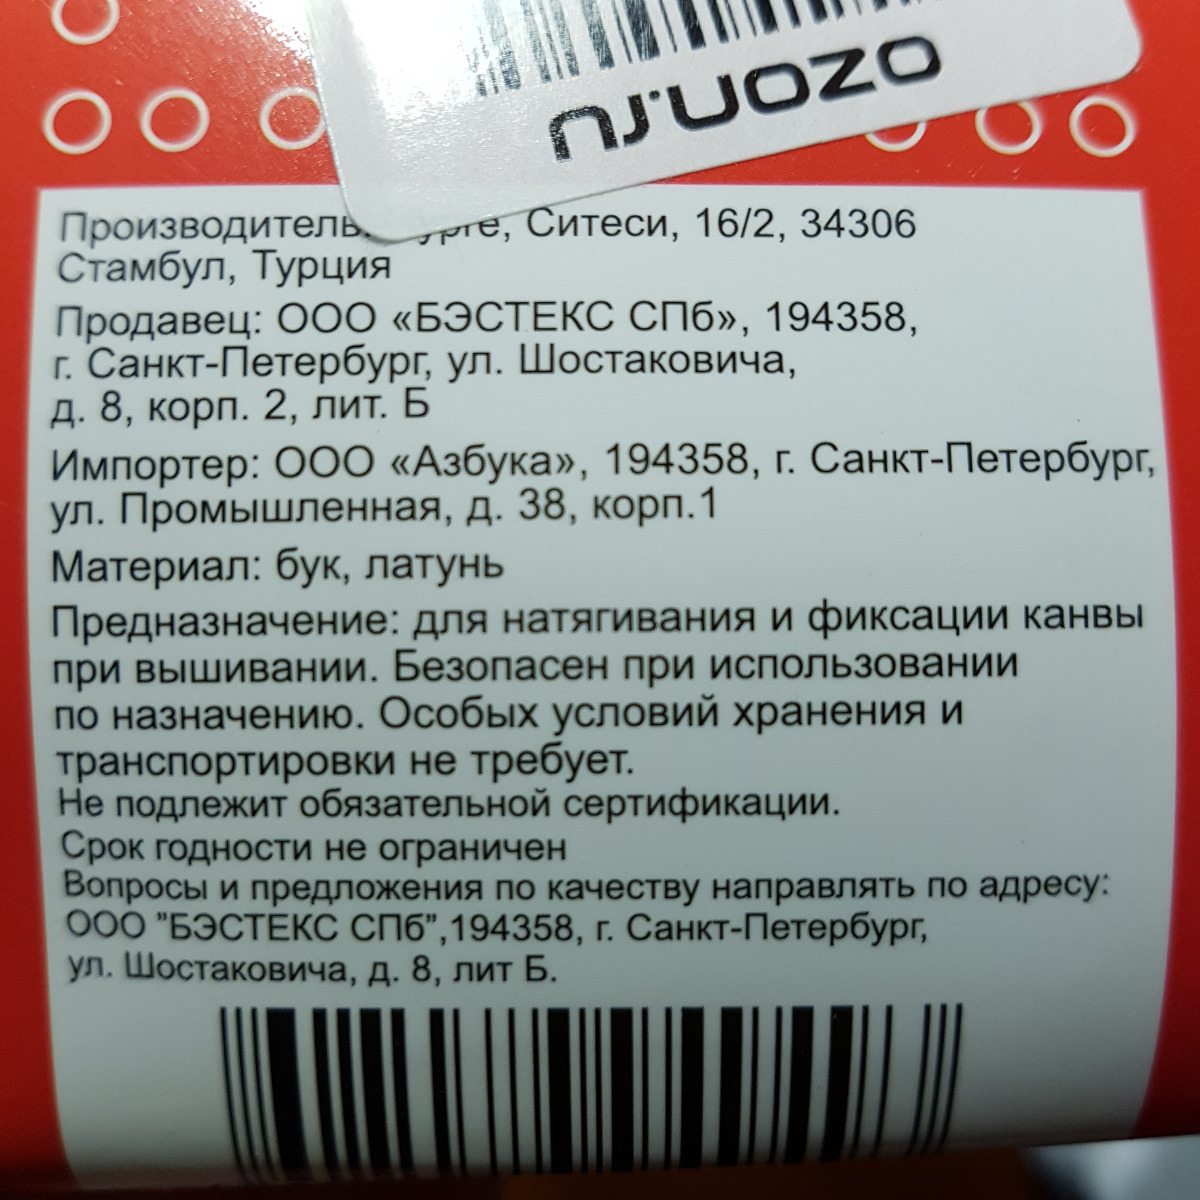 ozon.ru
Производитель: Ситеси, 16/2, 34306
Стамбул, Турция
Продавец: ООО «БЭСТЕКС СПб», 194358,
г. Санкт-Петербург, ул. Шостаковича,
д. 8, корп. 2, лит. Б
Импортер: ООО «Азбука», 194358, г. Санкт-Петербург,
ул. Промышленная, д. 38, корп.1
Материал: бук, латунь
Предназначение: для натягивания и фиксации канвы
при вышивании. Безопасен при использовании
по назначению. Особых условий хранения и
транспортировки не требует.
Не подлежит обязательной сертификации.
Срок годности не ограничен
Вопросы и предложения по качеству направлять по адресу:
ООО "БЭСТЕКС СПб",194358, г. Санкт-Петербург,
ул. Шостаковича, д. 8, лит Б.